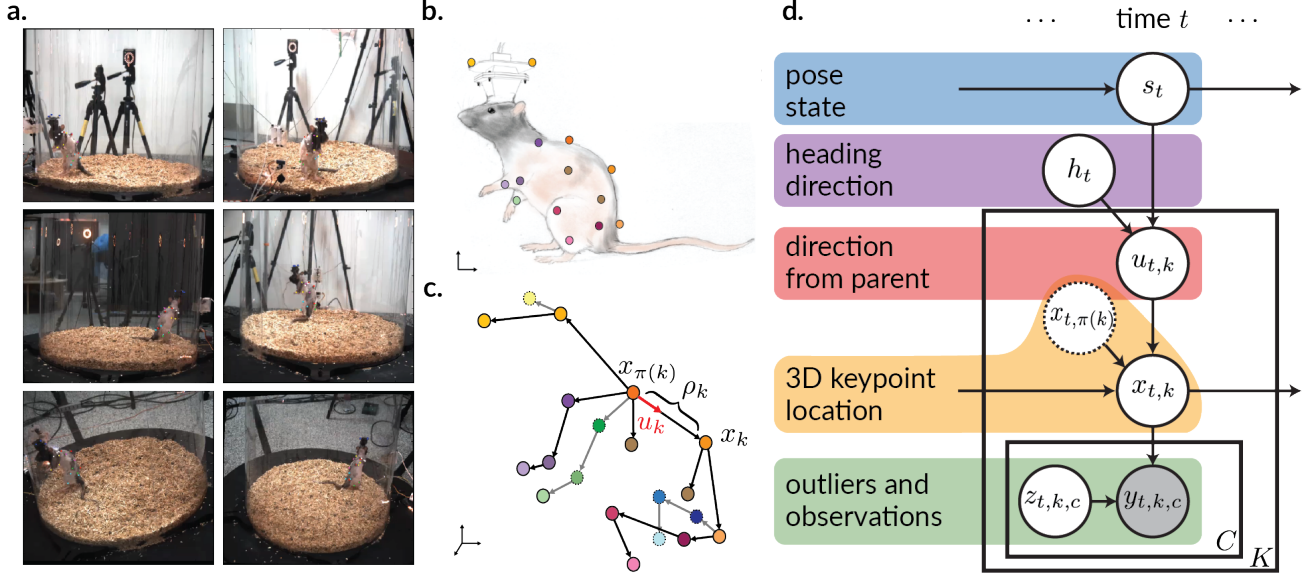 a.
b.
c.
x_{π(k)}
ρ_k
u_k
x_k
d.
... time t ...
pose
state
s_t
heading
direction
h_t
direction
from parent
u_{t,k}
x_{t,π(k)}
3D keypoint
location
x_{t,k}
outliers and
observations
z_{t,k,c}
y_{t,k,c}
C
K